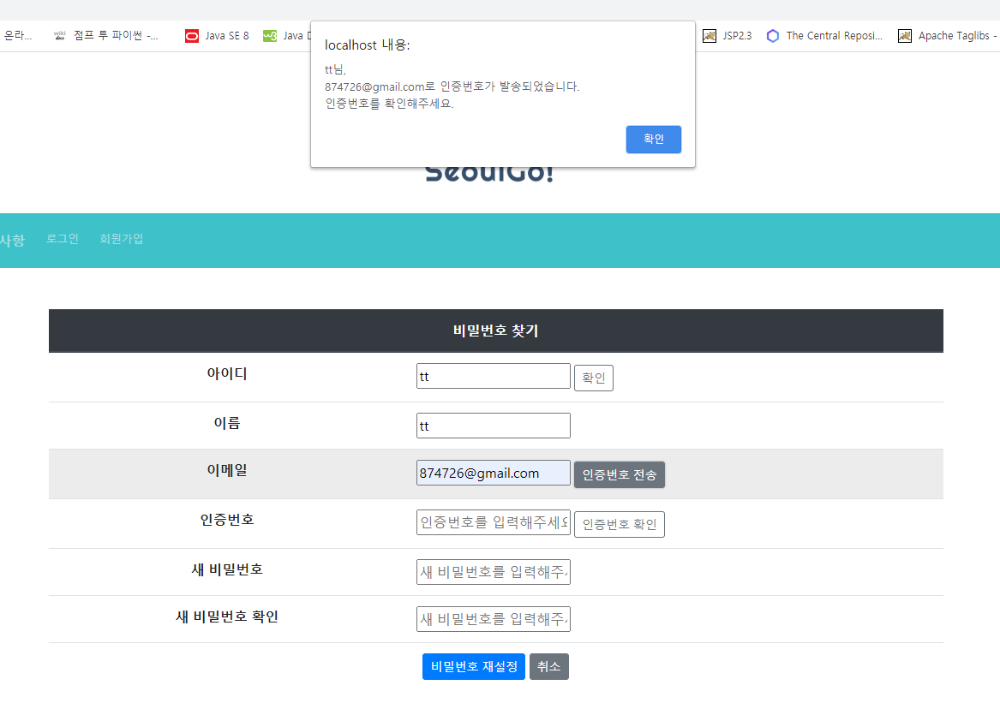 온라...
wiki
점프 투 파이썬 -...
Java SE 8
w3
Java
JSP2.3
The Central Reposi...
Apache Taglibs -
localhost 내용:
tt님,
874726@gmail.com로 인증번호가 발송되었습니다.
인증번호를 확인해주세요.
확인
SeoulGo!
사항
로그인
회원가입
비밀번호 찾기
아이디
tt
확인
이름
tt
이메일
874726@gmail.com
인증번호 전송
인증번호
인증번호를 입력해주세요
인증번호 확인
새 비밀번호
새 비밀번호를 입력해주
새 비밀번호 확인
새 비밀번호를 입력해주
비밀번호 재설정
취소